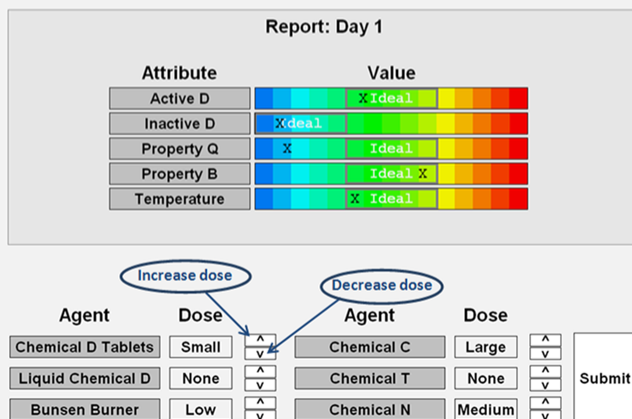 Report: Day 1
Attribute Value
Active D X Ideal
Inactive D X deal
Property Q X Ideal
Property B Ideal X
Temperature X Ideal
Increase dose Decrease dose
Agent Dose Agent Dose
Chemical D Tablets Small ^ v Chemical C Large ^ v
Liquid Chemical D None ^ v Chemical T None ^ v Submit
Bunsen Burner Low ^ v Chemical N Medium ^ v